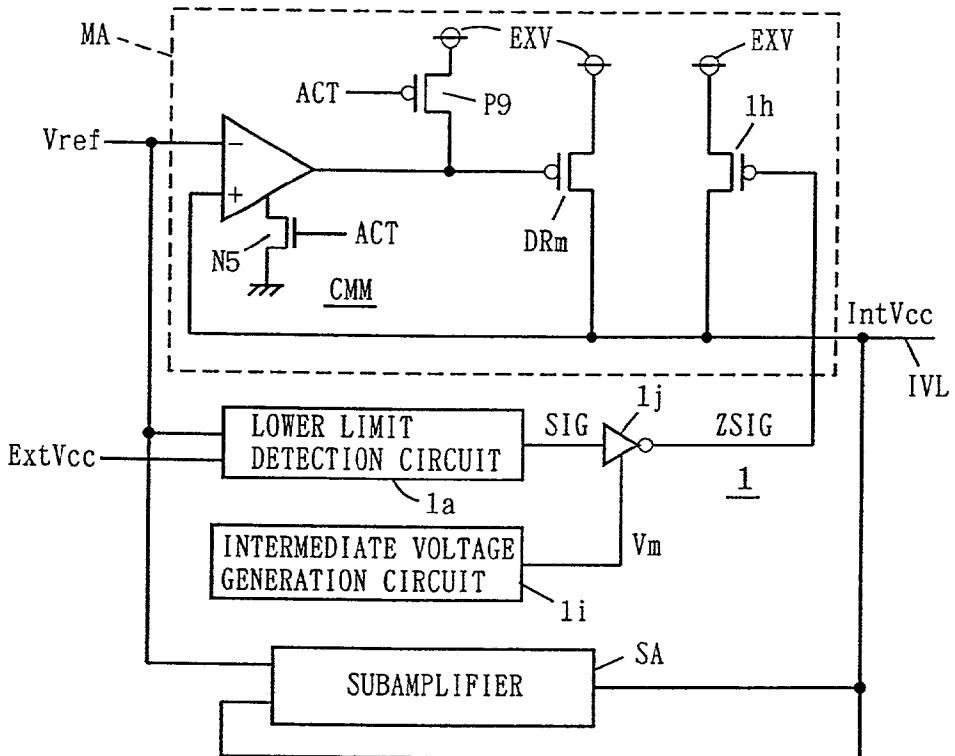 MA
EXV
EXV
ACT
P9
1h
Vref
−
+
DRm
N5
ACT
CMM
IntVcc
IVL
1j
LOWER LIMIT
DETECTION CIRCUIT
SIG
ZSIG
ExtVcc
1
1a
INTERMEDIATE VOLTAGE
GENERATION CIRCUIT
Vm
1i
SA
SUBAMPLIFIER